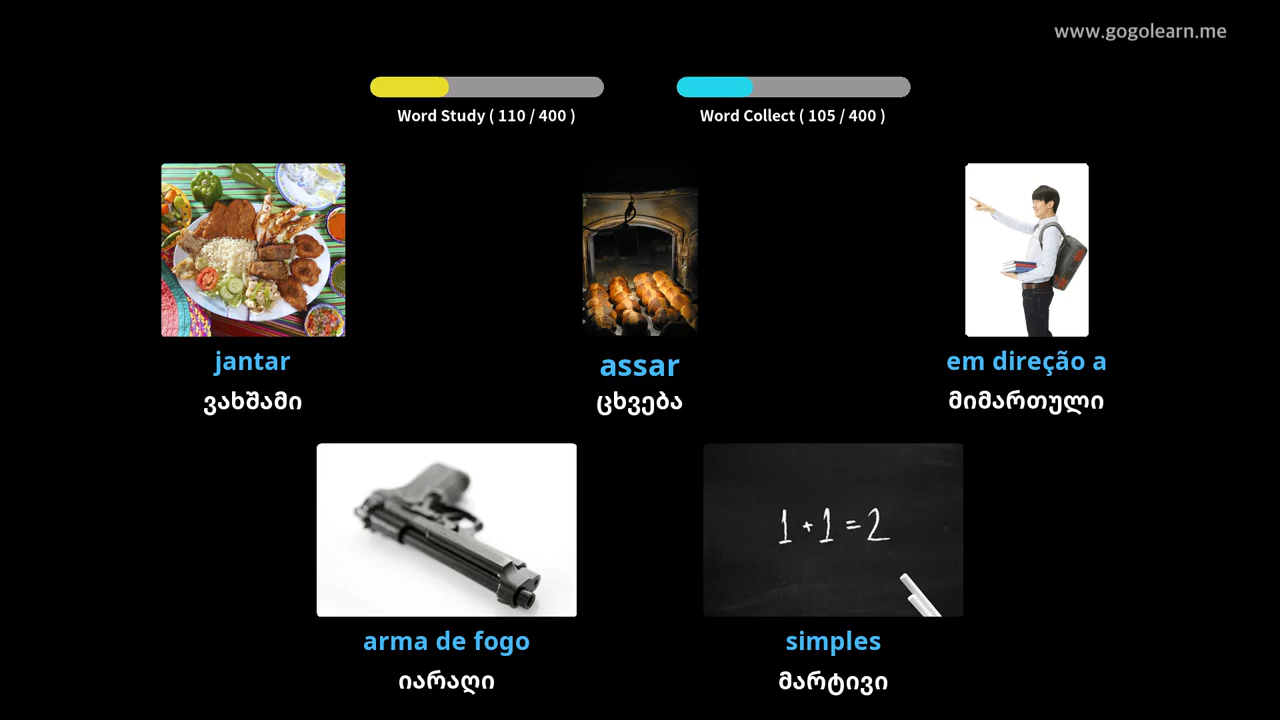 www.gogolearn.me
Word Study ( 110 / 400 )
Word Collect ( 105 / 400 )
jantar
ვახშამი
assar
ცხვება
em direção a
მიმართული
1 + 1 = 2
arma de fogo
იარაღი
simples
მარტივი